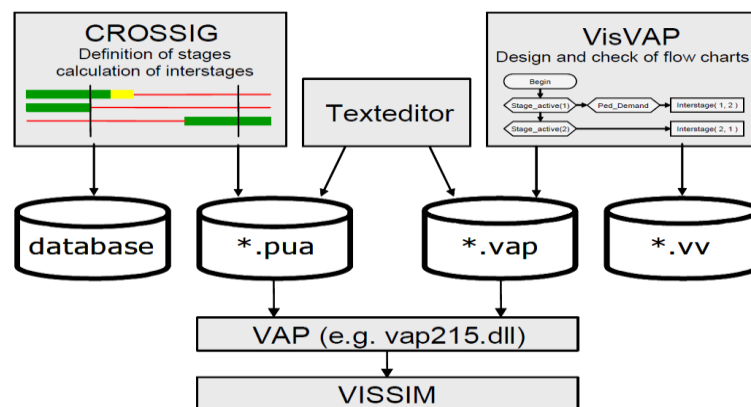 CROSSIG
Definition of stages
calculation of interstages
Texteditor
VisVAP
Design and check of flow charts
Begin
Stage_active(1)
Ped_Demand
Interstage( 1, 2 )
Stage_active(2)
Interstage( 2, 1 )
database
*.pua
*.vap
*.vv
VAP (e.g. vap215.dll)
VISSIM